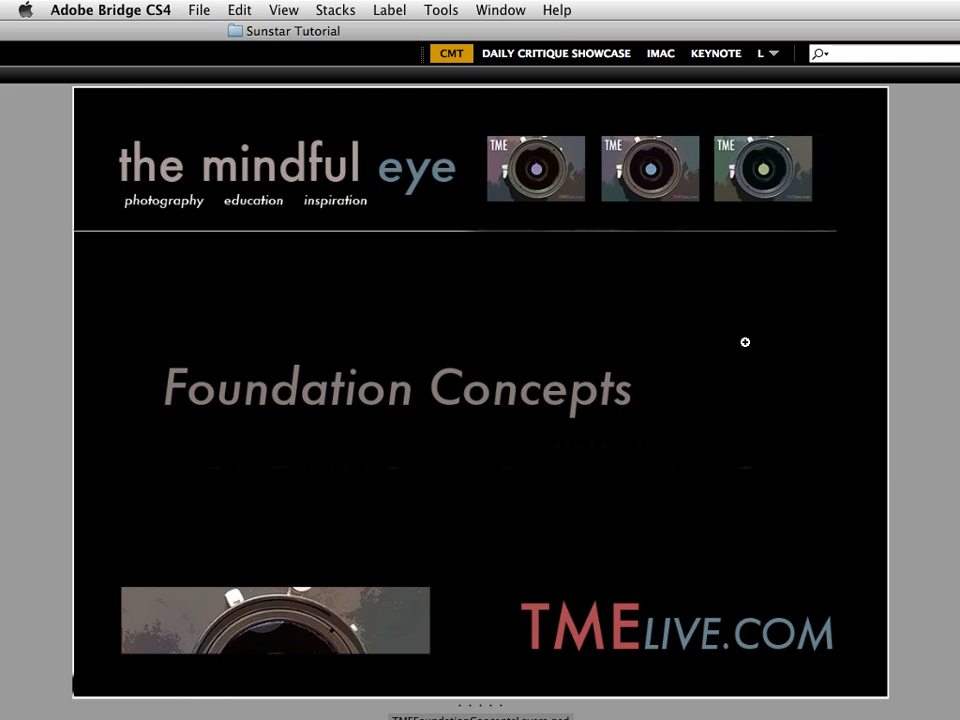 Adobe Bridge CS4 File Edit View Stacks Label Tools Window Help
Sunstar Tutorial
CMT DAILY CRITIQUE SHOWCASE IMAC KEYNOTE L
TME TME TME
the mindful eye
photography education inspiration
Foundation Concepts
TMELIVE.COM